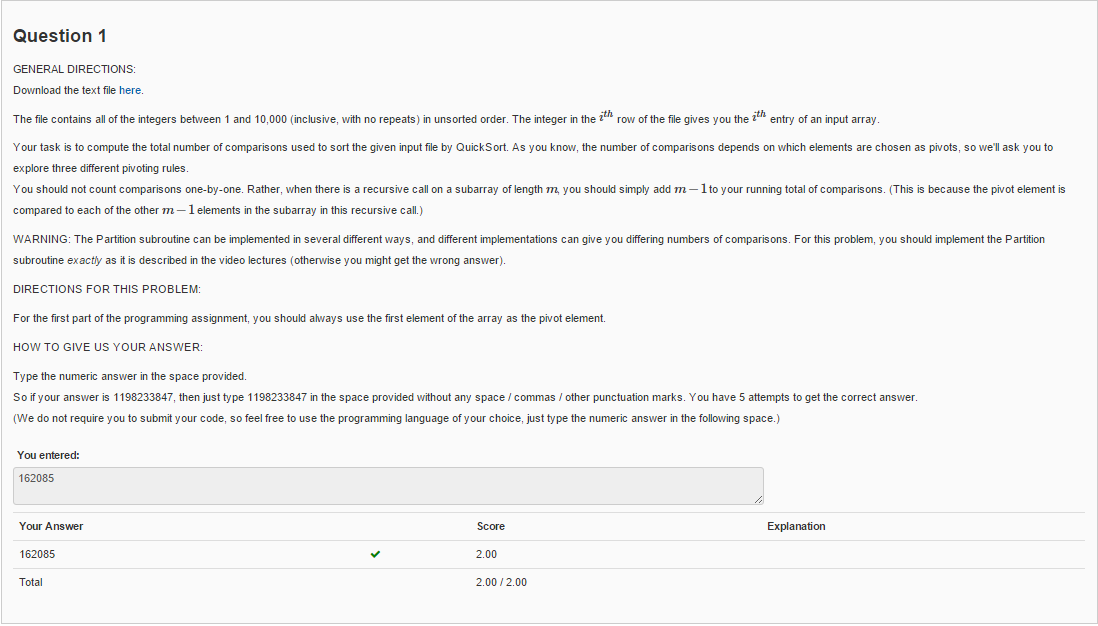 Question 1
GENERAL DIRECTIONS:
Download the text file here.
The file contains all of the integers between 1 and 10,000 (inclusive, with no repeats) in unsorted order. The integer in the i^th row of the file gives you the i^th entry of an input array.
Your task is to compute the total number of comparisons used to sort the given input file by QuickSort. As you know, the number of comparisons depends on which elements are chosen as pivots, so we'll ask you to
explore three different pivoting rules.
You should not count comparisons one-by-one. Rather, when there is a recursive call on a subarray of length m, you should simply add m − 1 to your running total of comparisons. (This is because the pivot element is
compared to each of the other m − 1 elements in the subarray in this recursive call.)
WARNING: The Partition subroutine can be implemented in several different ways, and different implementations can give you differing numbers of comparisons. For this problem, you should implement the Partition
subroutine exactly as it is described in the video lectures (otherwise you might get the wrong answer).
DIRECTIONS FOR THIS PROBLEM:
For the first part of the programming assignment, you should always use the first element of the array as the pivot element.
HOW TO GIVE US YOUR ANSWER:
Type the numeric answer in the space provided.
So if your answer is 1198233847, then just type 1198233847 in the space provided without any space / commas / other punctuation marks. You have 5 attempts to get the correct answer.
(We do not require you to submit your code, so feel free to use the programming language of your choice, just type the numeric answer in the following space.)
You entered:
162085
Your Answer Score Explanation
162085 ✔ 2.00
Total 2.00 / 2.00